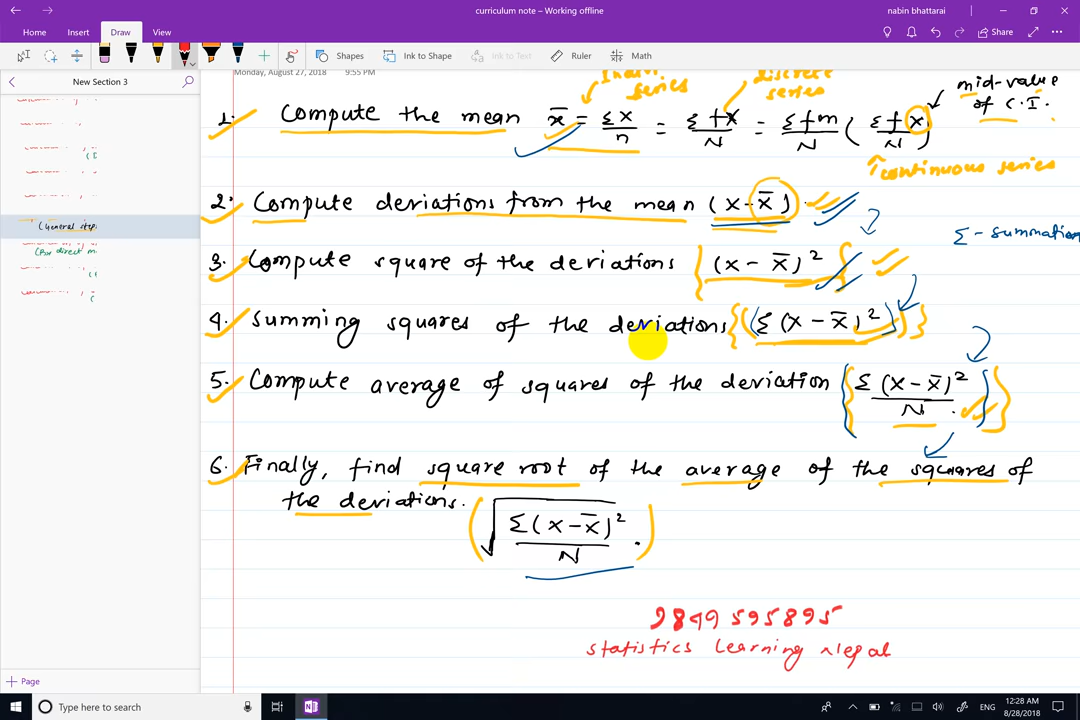 curriculum note – Working offline
nabin bhattarai
Home Insert Draw View
Share
Shapes Ink to Shape Ink to Text Ruler Math
New Section 3
Monday, August 27, 2018 9:55 PM
series
discrete series
mid-value of C.I.
1. Compute the mean x̄ = Σx/n = Σfx/N = Σfm/N (Σfx/N)
continuous series
2. Compute deviations from the mean (x - x̄).
Σ - summation
3. Compute square of the deviations {(x - x̄)²}
4. Summing squares of the deviations {(Σ(x - x̄)²)}
5. Compute average of squares of the deviation {Σ(x - x̄)²/N.}
(General step
6. Finally, find square root of the average of the squares of
the deviations. (√Σ(x - x̄)²/N.)
9849595895
statistics learning nepal
Page
Type here to search
ENG
12:28 AM
8/28/2018